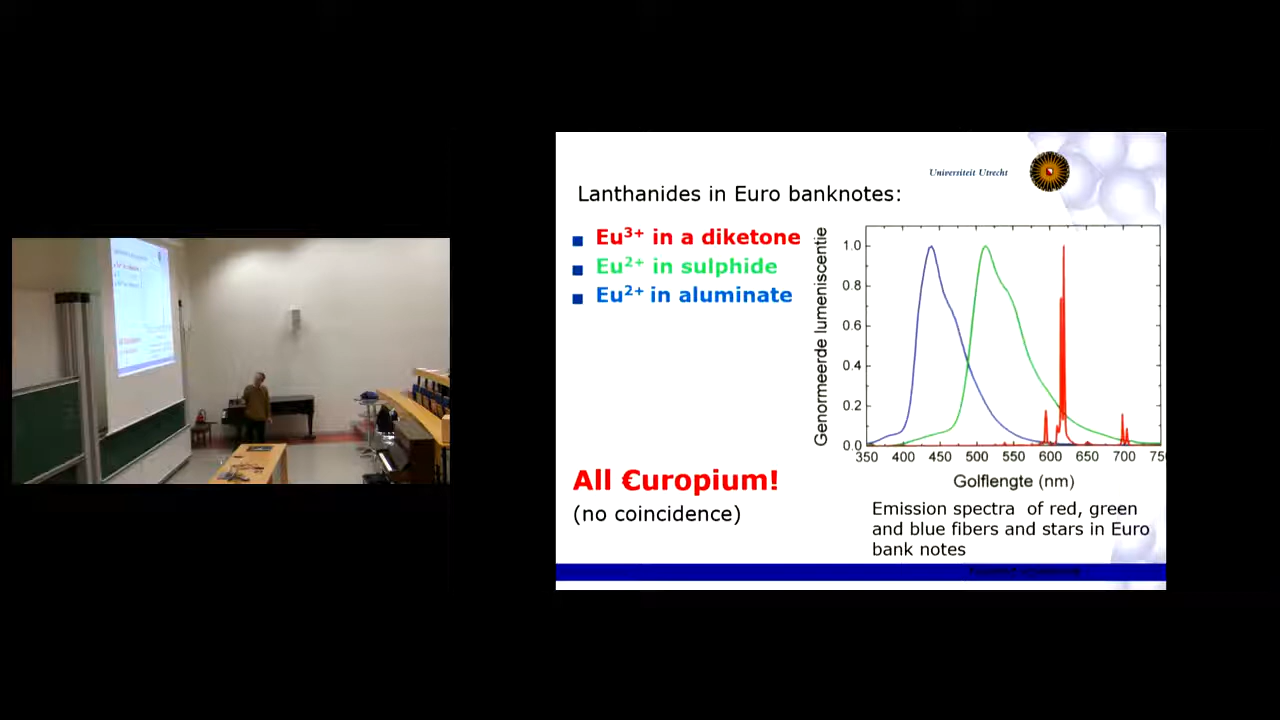 Universiteit Utrecht
Lanthanides in Euro banknotes:
Eu³⁺ in a diketone
Eu²⁺ in sulphide
Eu²⁺ in aluminate
All €uropium!
(no coincidence)
Genormeerde lumeniscentie
1.0
0.8
0.6
0.4
0.2
0.0
350 400 450 500 550 600 650 700 750
Golflengte (nm)
Emission spectra of red, green
and blue fibers and stars in Euro
bank notes